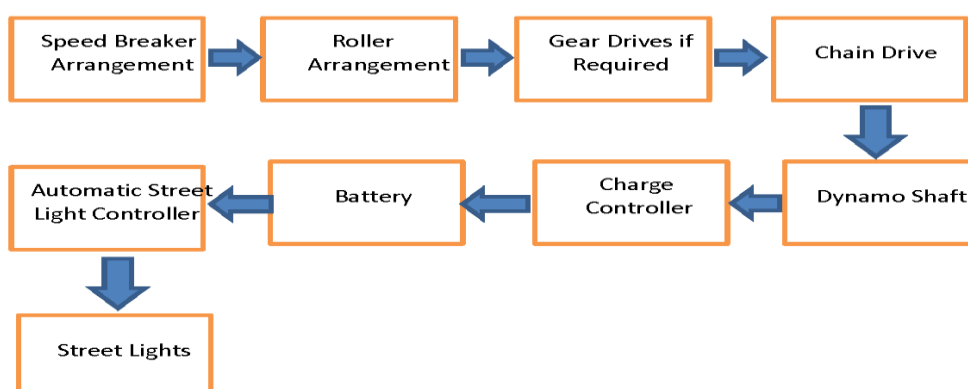 Speed Breaker
Arrangement
Roller
Arrangement
Gear Drives if
Required
Chain Drive
Automatic Street
Light Controller
Battery
Charge
Controller
Dynamo Shaft
Street Lights